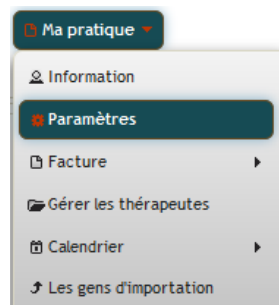 Ma pratique
Information
Paramètres
Facture
Gérer les thérapeutes
Calendrier
Les gens d'importation